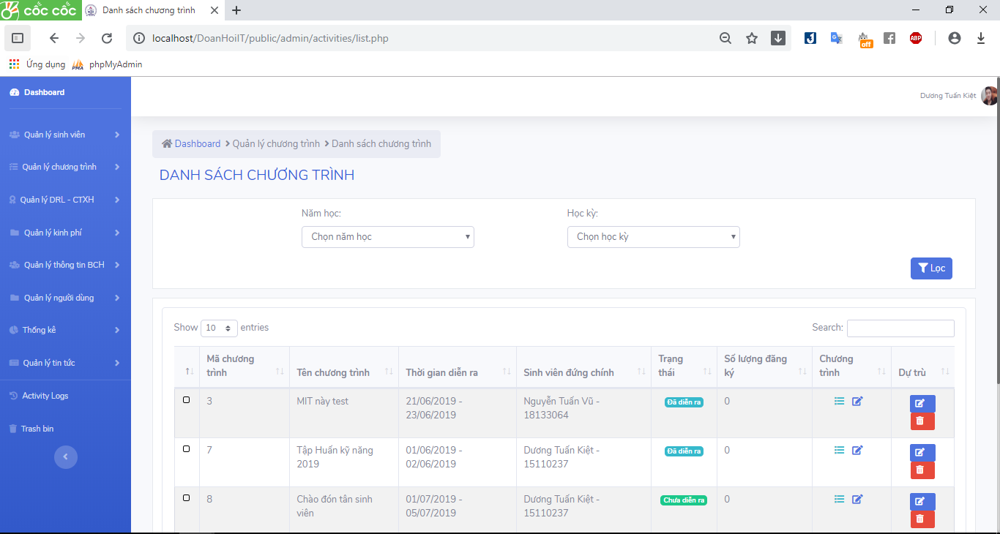 cốc cốc
Danh sách chương trình
localhost/DoanHoiIT/public/admin/activities/list.php
off
ABP
Ứng dụng
PMA
phpMyAdmin
Dashboard
Quản lý sinh viên
Quản lý chương trình
Quản lý DRL - CTXH
Quản lý kinh phí
Quản lý thông tin BCH
Quản lý người dùng
Thống kê
Quản lý tin tức
Activity Logs
Trash bin
Dương Tuấn Kiệt
Dashboard > Quản lý chương trình > Danh sách chương trình
DANH SÁCH CHƯƠNG TRÌNH
Năm học:
Học kỳ:
Chọn năm học
Chọn học kỳ
Lọc
Show 10 entries
Search:
Mã chương
trình
Tên chương trình
Thời gian diễn ra
Sinh viên đứng chính
Trạng
thái
Số lượng đăng
ký
Chương
trình
Dự trù
3
MIT này test
21/06/2019 -
23/06/2019
Nguyễn Tuấn Vũ -
18133064
Đã diễn ra
0
7
Tập Huấn kỹ năng
2019
01/06/2019 -
02/06/2019
Dương Tuấn Kiệt -
15110237
Đã diễn ra
0
8
Chào đón tân sinh
viên
01/07/2019 -
05/07/2019
Dương Tuấn Kiệt -
15110237
Chưa diễn ra
0